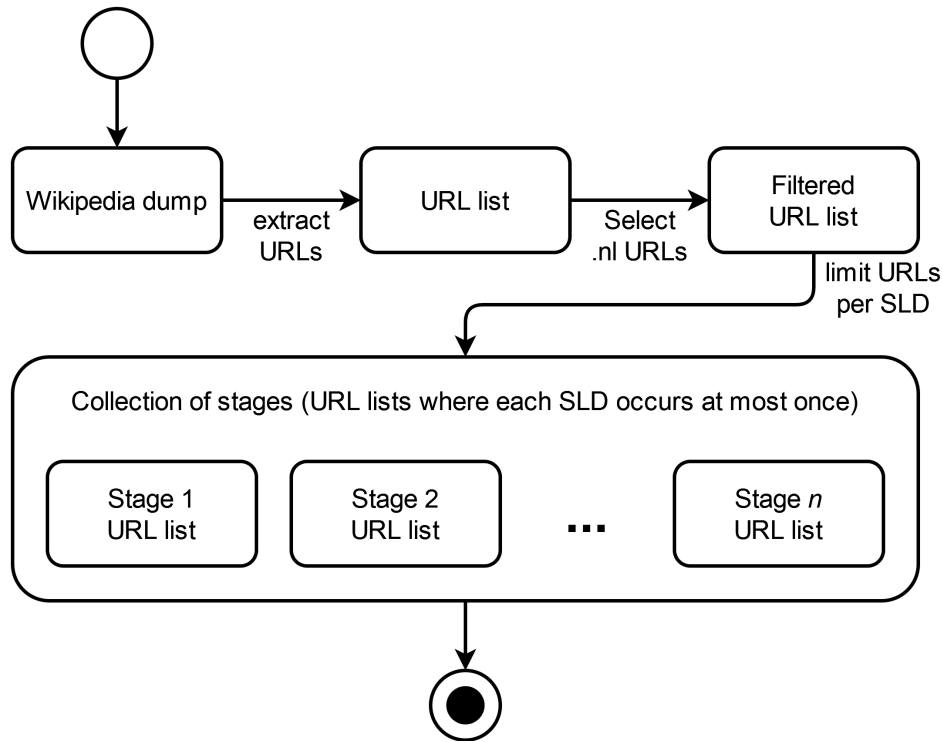 Wikipedia dump
extract
URLs
URL list
Select
.nl URLs
Filtered
URL list
limit URLs
per SLD
Collection of stages (URL lists where each SLD occurs at most once)
Stage 1
URL list
Stage 2
URL list
...
Stage n
URL list